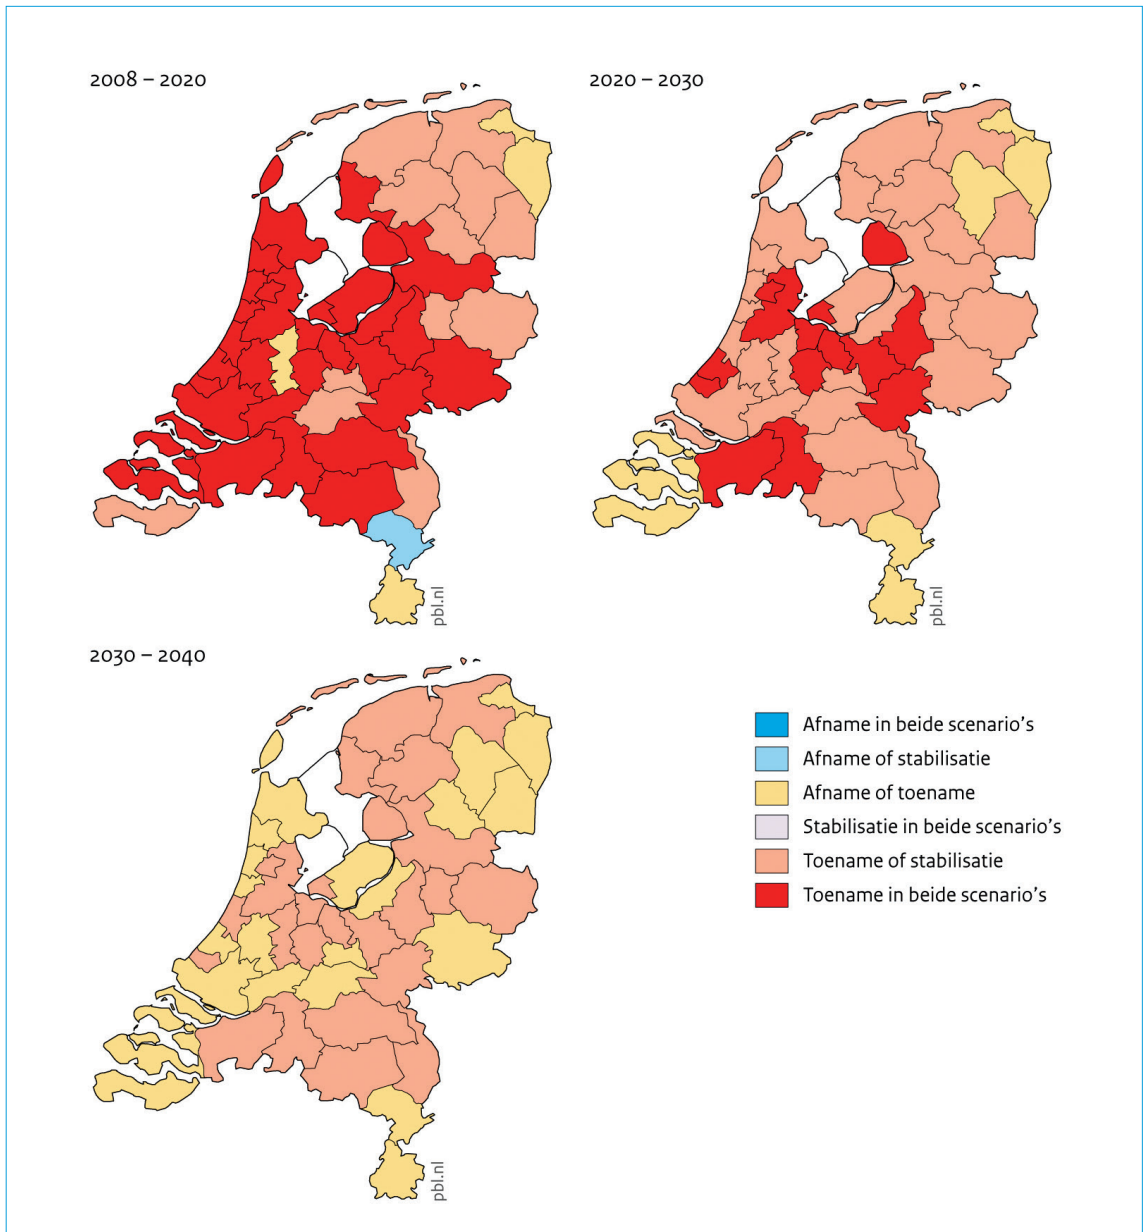 2008 – 2020
2020 – 2030
pbl.nl
pbl.nl
2030 – 2040
Afname in beide scenario's
Afname of stabilisatie
Afname of toename
Stabilisatie in beide scenario's
Toename of stabilisatie
Toename in beide scenario's
pbl.nl